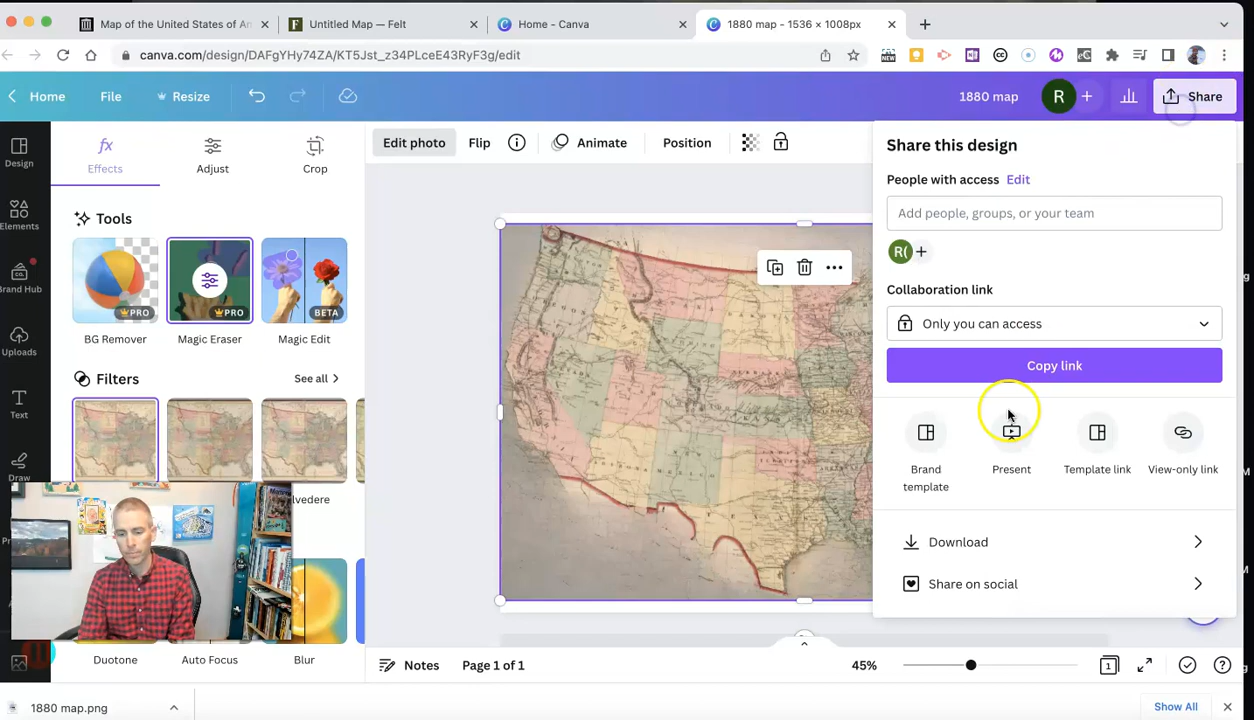 Map of the United States of An
Untitled Map — Felt
Home - Canva
1880 map - 1536 × 1008px
canva.com/design/DAFgYHy74ZA/KT5Jst_z34PLceE43RyF3g/edit
NEW
Home
File
Resize
1880 map
R
Share
Design
Elements
Brand Hub
Uploads
Text
Draw
Effects
Adjust
Crop
Tools
PRO
PRO
BETA
BG Remover
Magic Eraser
Magic Edit
Filters
See all
lvedere
Duotone
Auto Focus
Blur
Edit photo
Flip
Animate
Position
Share this design
People with access Edit
Add people, groups, or your team
R(
Collaboration link
Only you can access
Copy link
Brand template
Present
Template link
View-only link
Download
Share on social
Notes
Page 1 of 1
45%
1
1880 map.png
Show All